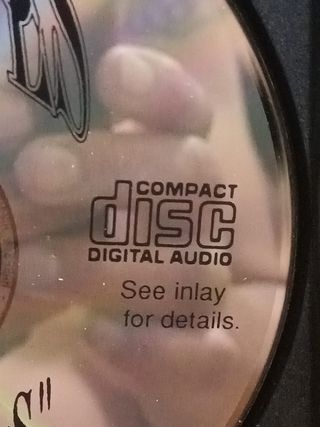 COMPACT
disc
DIGITAL AUDIO
See inlay
for details.